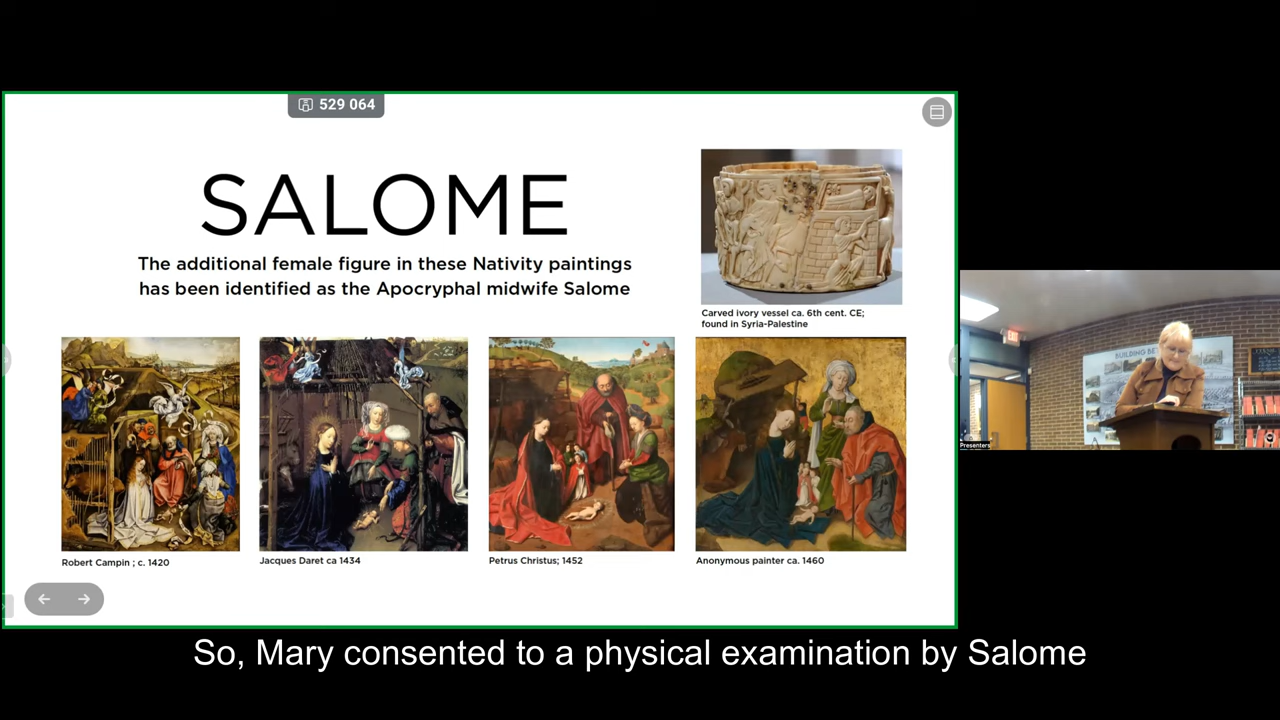 529 064
SALOME
The additional female figure in these Nativity paintings
has been identified as the Apocryphal midwife Salome
Carved ivory vessel ca. 6th cent. CE;
found in Syria-Palestine
Robert Campin ; c. 1420
Jacques Daret ca 1434
Petrus Christus; 1452
Anonymous painter ca. 1460
EXIT
Presenters
So, Mary consented to a physical examination by Salome